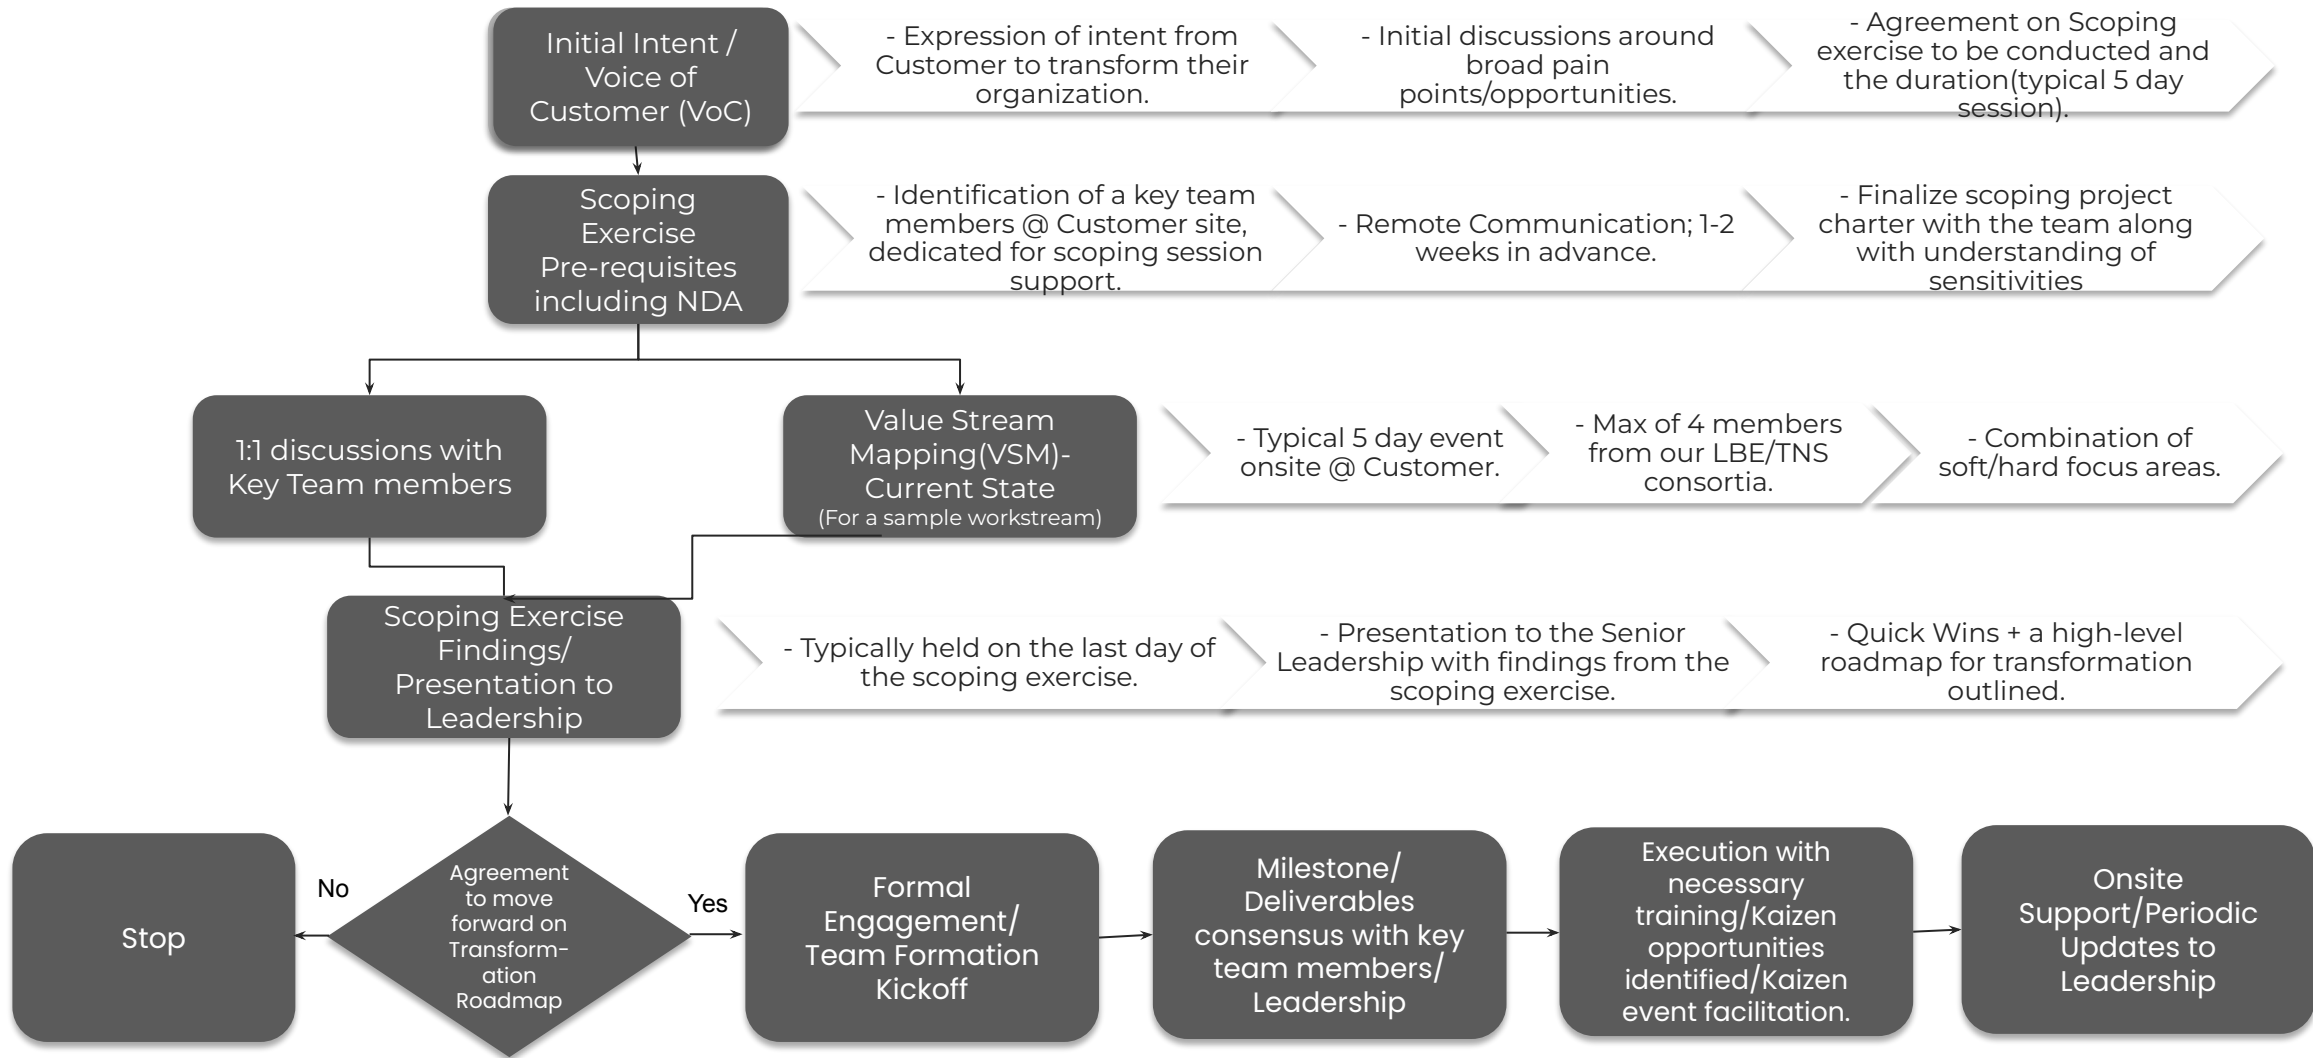 Initial Intent /
Voice of
Customer (VoC)
- Expression of intent from
Customer to transform their
organization.
- Initial discussions around
broad pain
points/opportunities.
- Agreement on Scoping
exercise to be conducted and
the duration(typical 5 day
session).
Scoping
Exercise
Pre-requisites
including NDA
- Identification of a key team
members @ Customer site,
dedicated for scoping session
support.
- Remote Communication; 1-2
weeks in advance.
- Finalize scoping project
charter with the team along
with understanding of
sensitivities
1:1 discussions with
Key Team members
Value Stream
Mapping(VSM)-
Current State
(For a sample workstream)
- Typical 5 day event
onsite @ Customer.
- Max of 4 members
from our LBE/TNS
consortia.
- Combination of
soft/hard focus areas.
Scoping Exercise
Findings/
Presentation to
Leadership
- Typically held on the last day of
the scoping exercise.
- Presentation to the Senior
Leadership with findings from the
scoping exercise.
- Quick Wins + a high-level
roadmap for transformation
outlined.
Stop
No
Agreement
to move
forward on
Transform-
ation
Roadmap
Yes
Formal
Engagement/
Team Formation
Kickoff
Milestone/
Deliverables
consensus with key
team members/
Leadership
Execution with
necessary
training/Kaizen
opportunities
identified/Kaizen
event facilitation.
Onsite
Support/Periodic
Updates to
Leadership